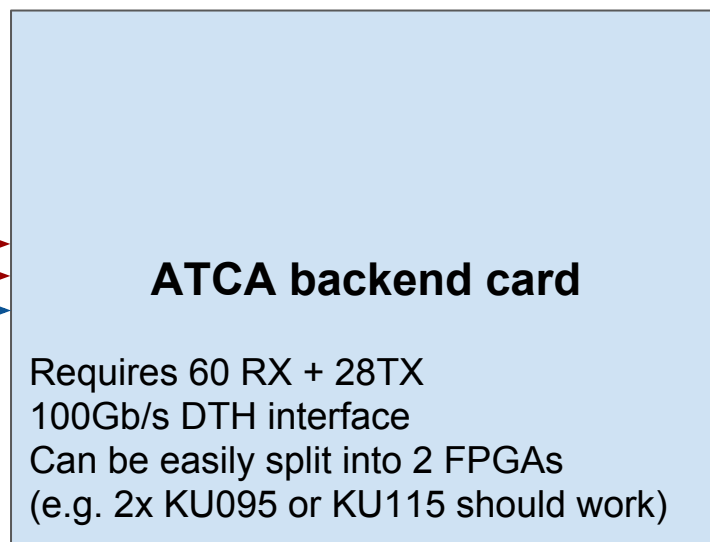 ATCA backend card
Requires 60 RX + 28TX
100Gb/s DTH interface
Can be easily split into 2 FPGAs
(e.g. 2x KU095 or KU115 should work)